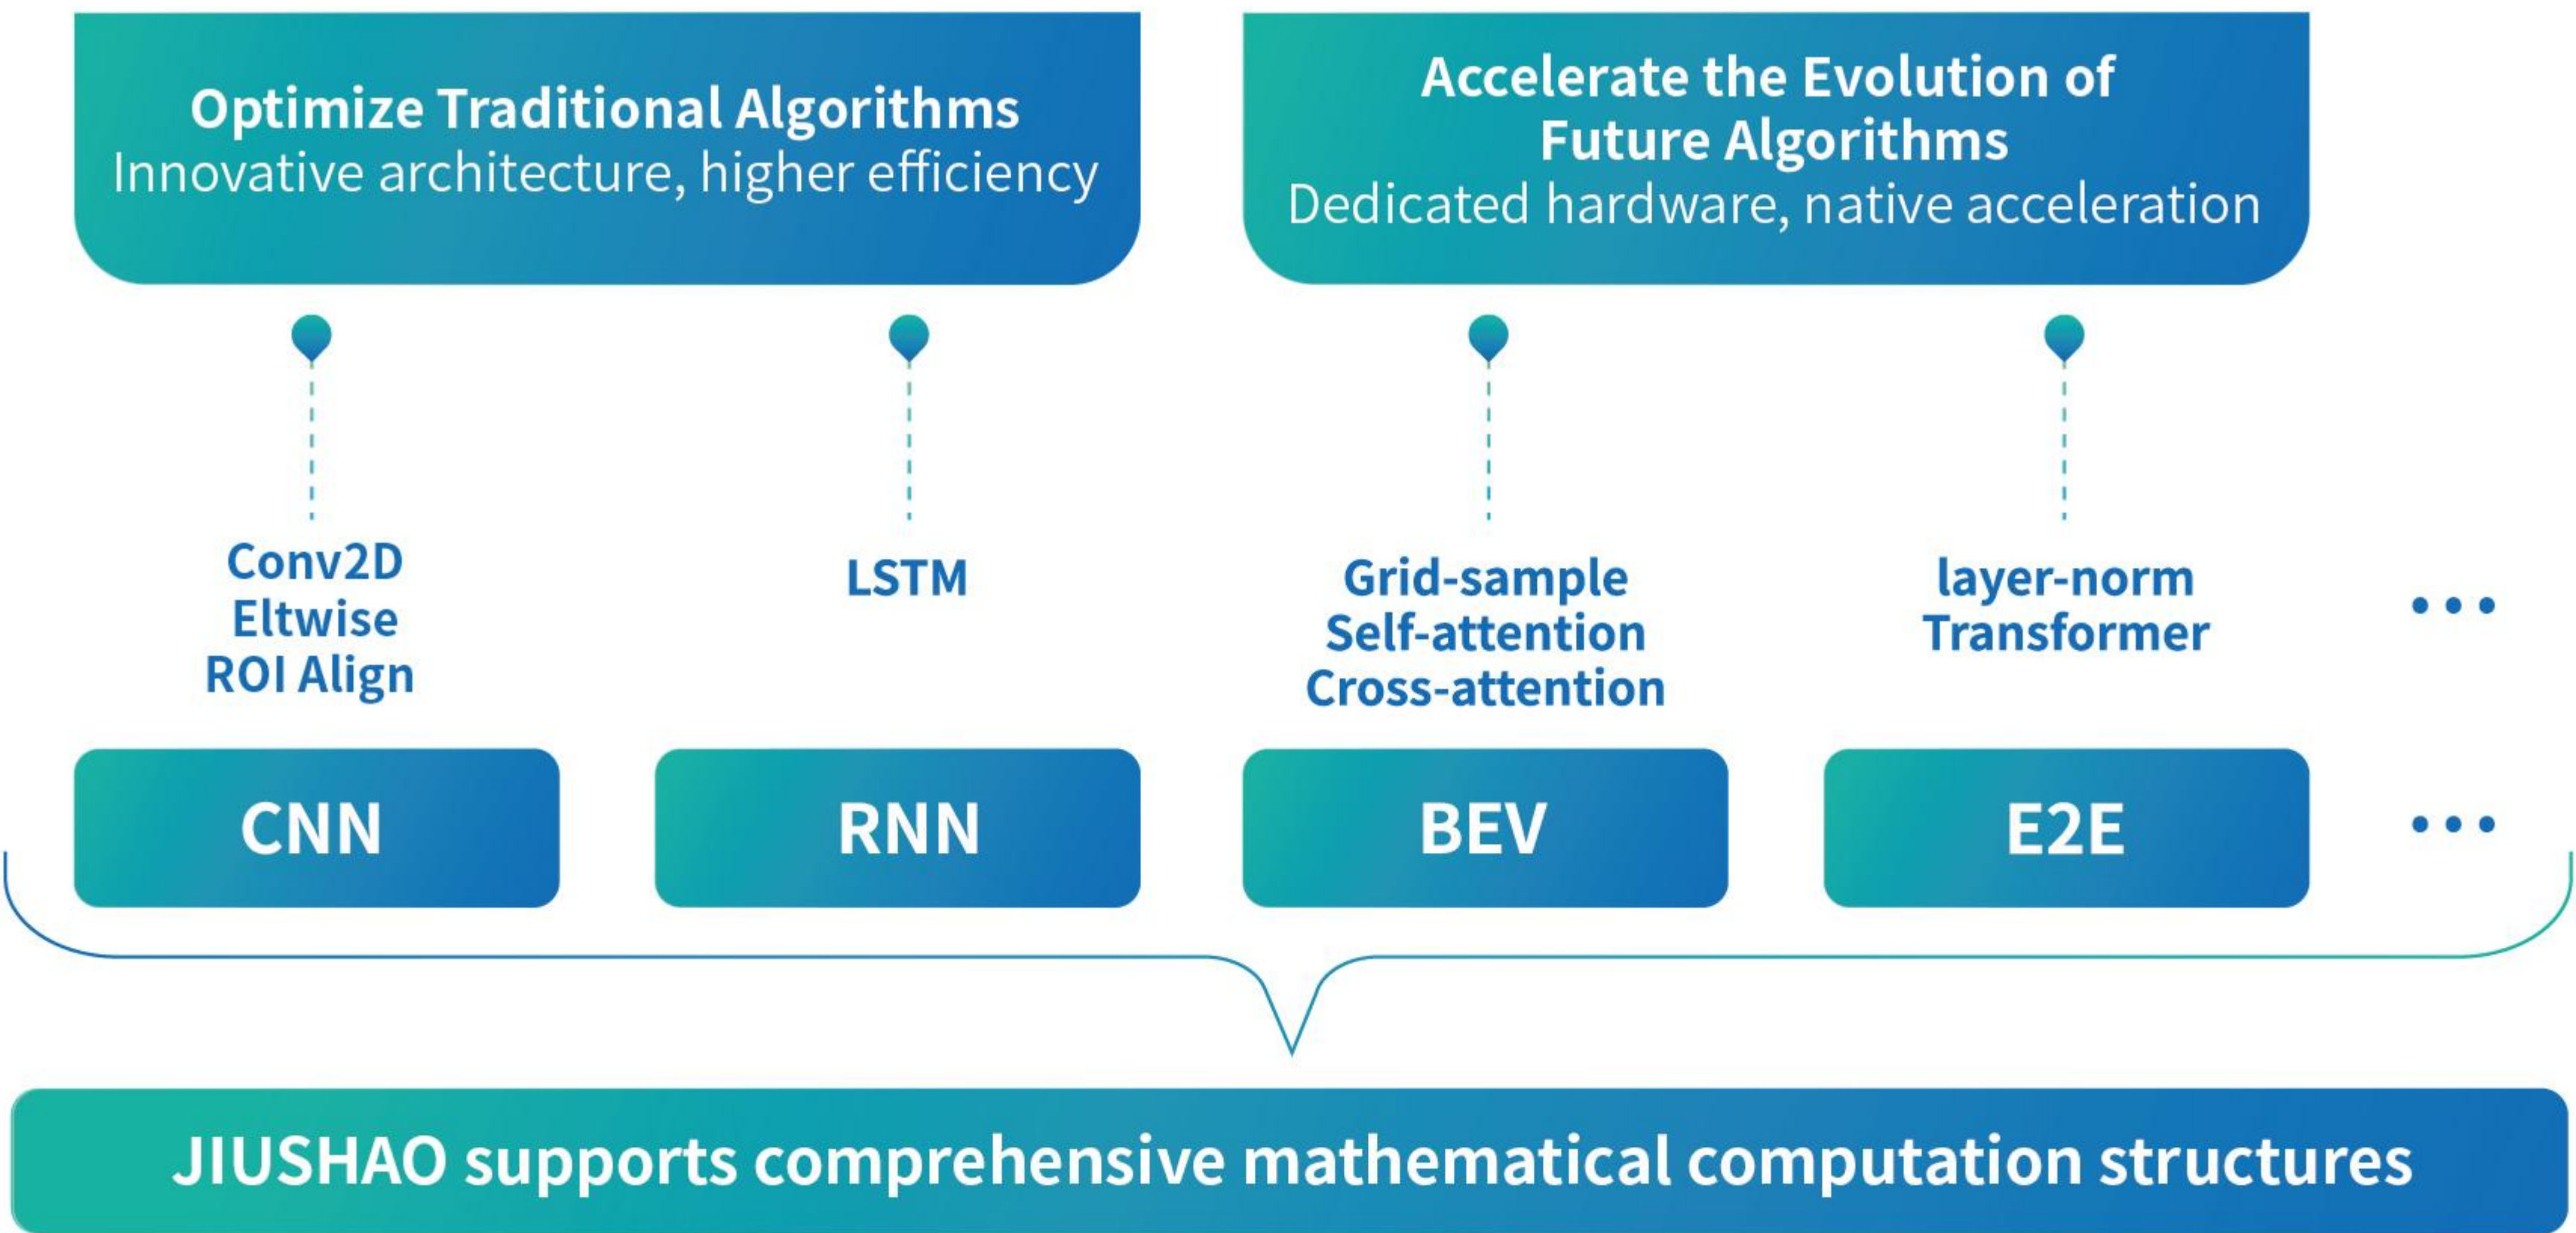 Optimize Traditional Algorithms
Innovative architecture, higher efficiency
Accelerate the Evolution of
Future Algorithms
Dedicated hardware, native acceleration
Conv2D
Eltwise
ROI Align
LSTM
Grid-sample
Self-attention
Cross-attention
layer-norm
Transformer
...
CNN
RNN
BEV
E2E
...
JIUSHAO supports comprehensive mathematical computation structures